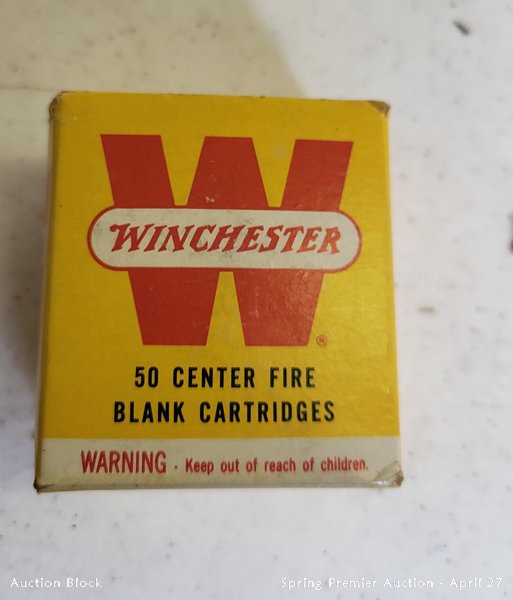 W
WINCHESTER
®
50 CENTER FIRE
BLANK CARTRIDGES
WARNING - Keep out of reach of children.
Auction Block
Spring Premier Auction - April 27